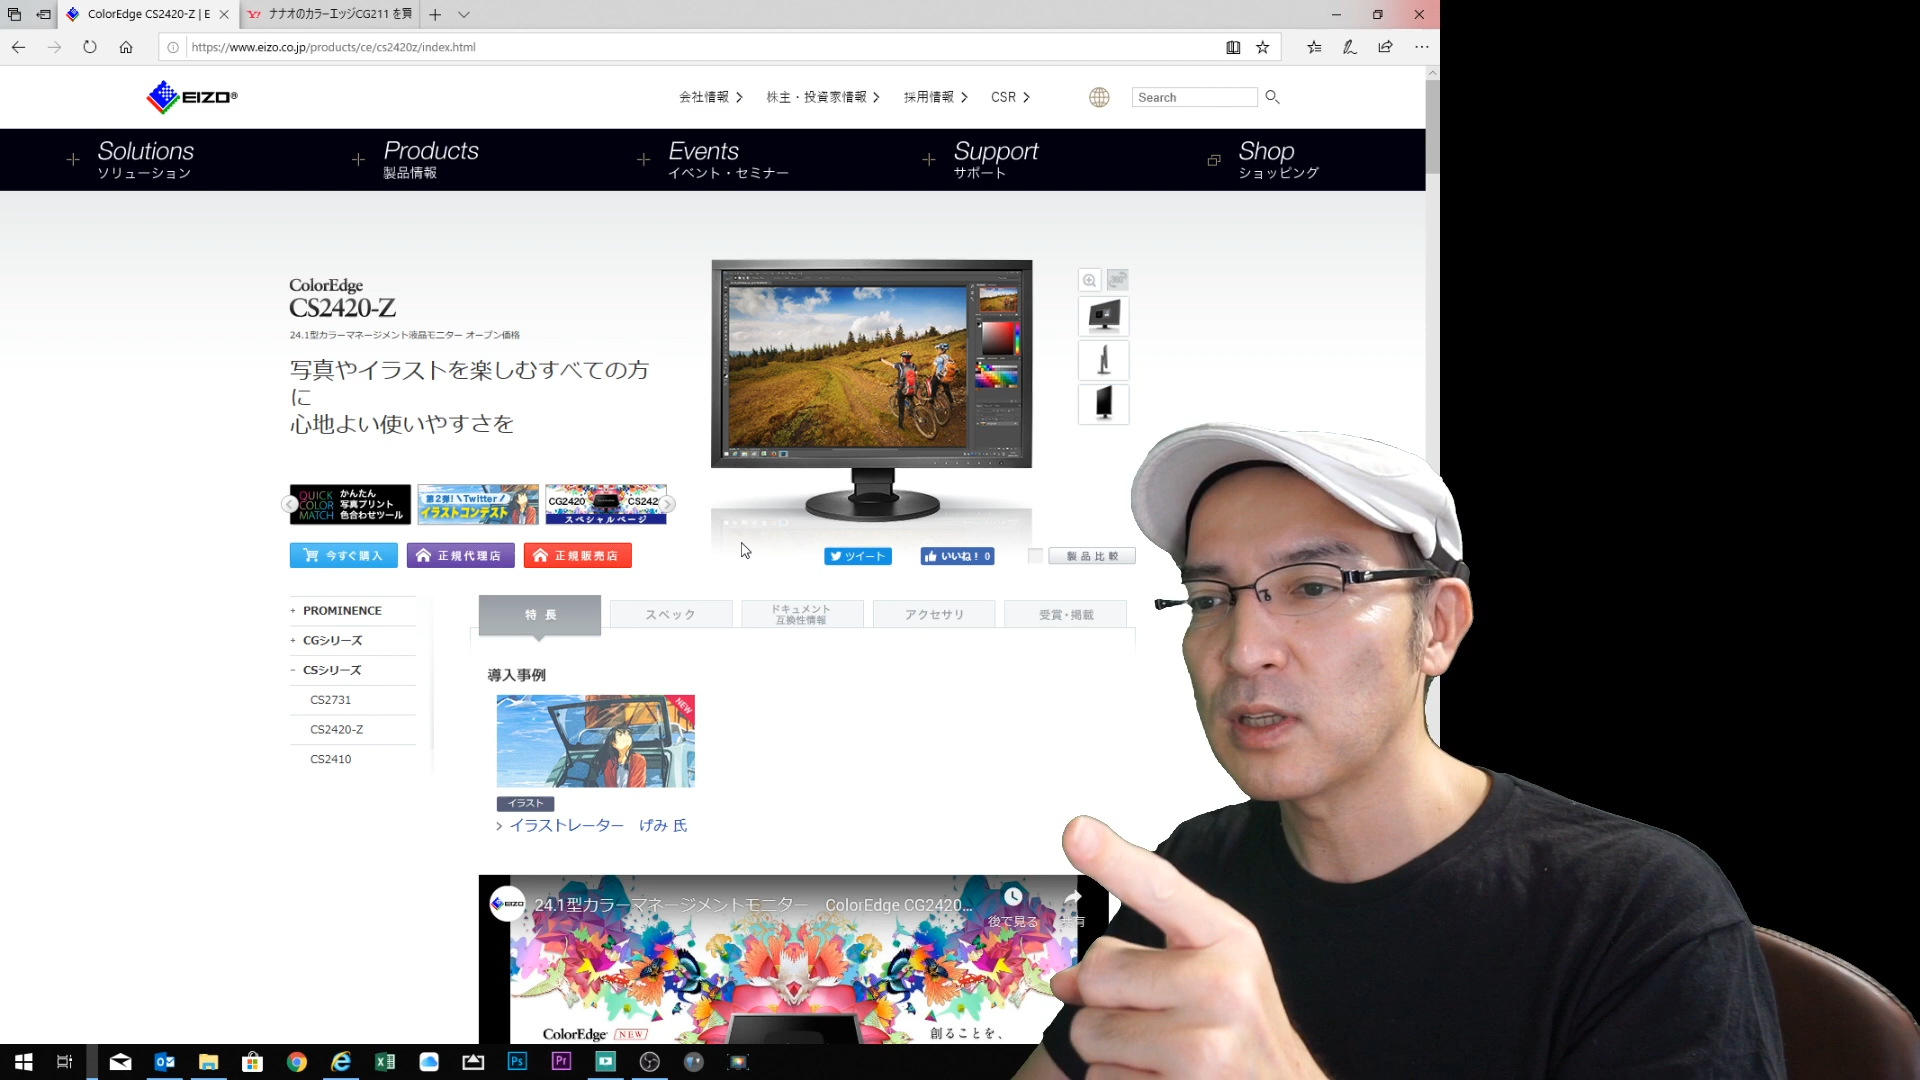 ColorEdge CS2420-Z | E
ナナオのカラーエッジCG211 を買
https://www.eizo.co.jp/products/ce/cs2420z/index.html
EIZO®
会社情報
株主・投資家情報
採用情報
CSR
Search
Solutions
ソリューション
Products
製品情報
Events
イベント・セミナー
Support
サポート
Shop
ショッピング
ColorEdge
CS2420-Z
24.1型カラーマネージメント液晶モニター オープン価格
写真やイラストを楽しむすべての方
に
心地よい使いやすさを
QUICK COLOR MATCH
かんたん
写真プリント
色合わせツール
第2弾!\Twitter/
イラストコンテスト
CG2420
CS242
スペシャルページ
今すぐ購入
正規代理店
正規販売店
ツイート
いいね! 0
製品比較
360°
PROMINENCE
CGシリーズ
CSシリーズ
CS2731
CS2420-Z
CS2410
特長
スペック
ドキュメント
互換性情報
アクセサリ
受賞・掲載
導入事例
NEW
イラスト
イラストレーター げみ 氏
EIZO
24.1型カラーマネージメントモニター ColorEdge CG2420...
後で見る
共有
ColorEdge NEW
創ることを、
Ps
Pr